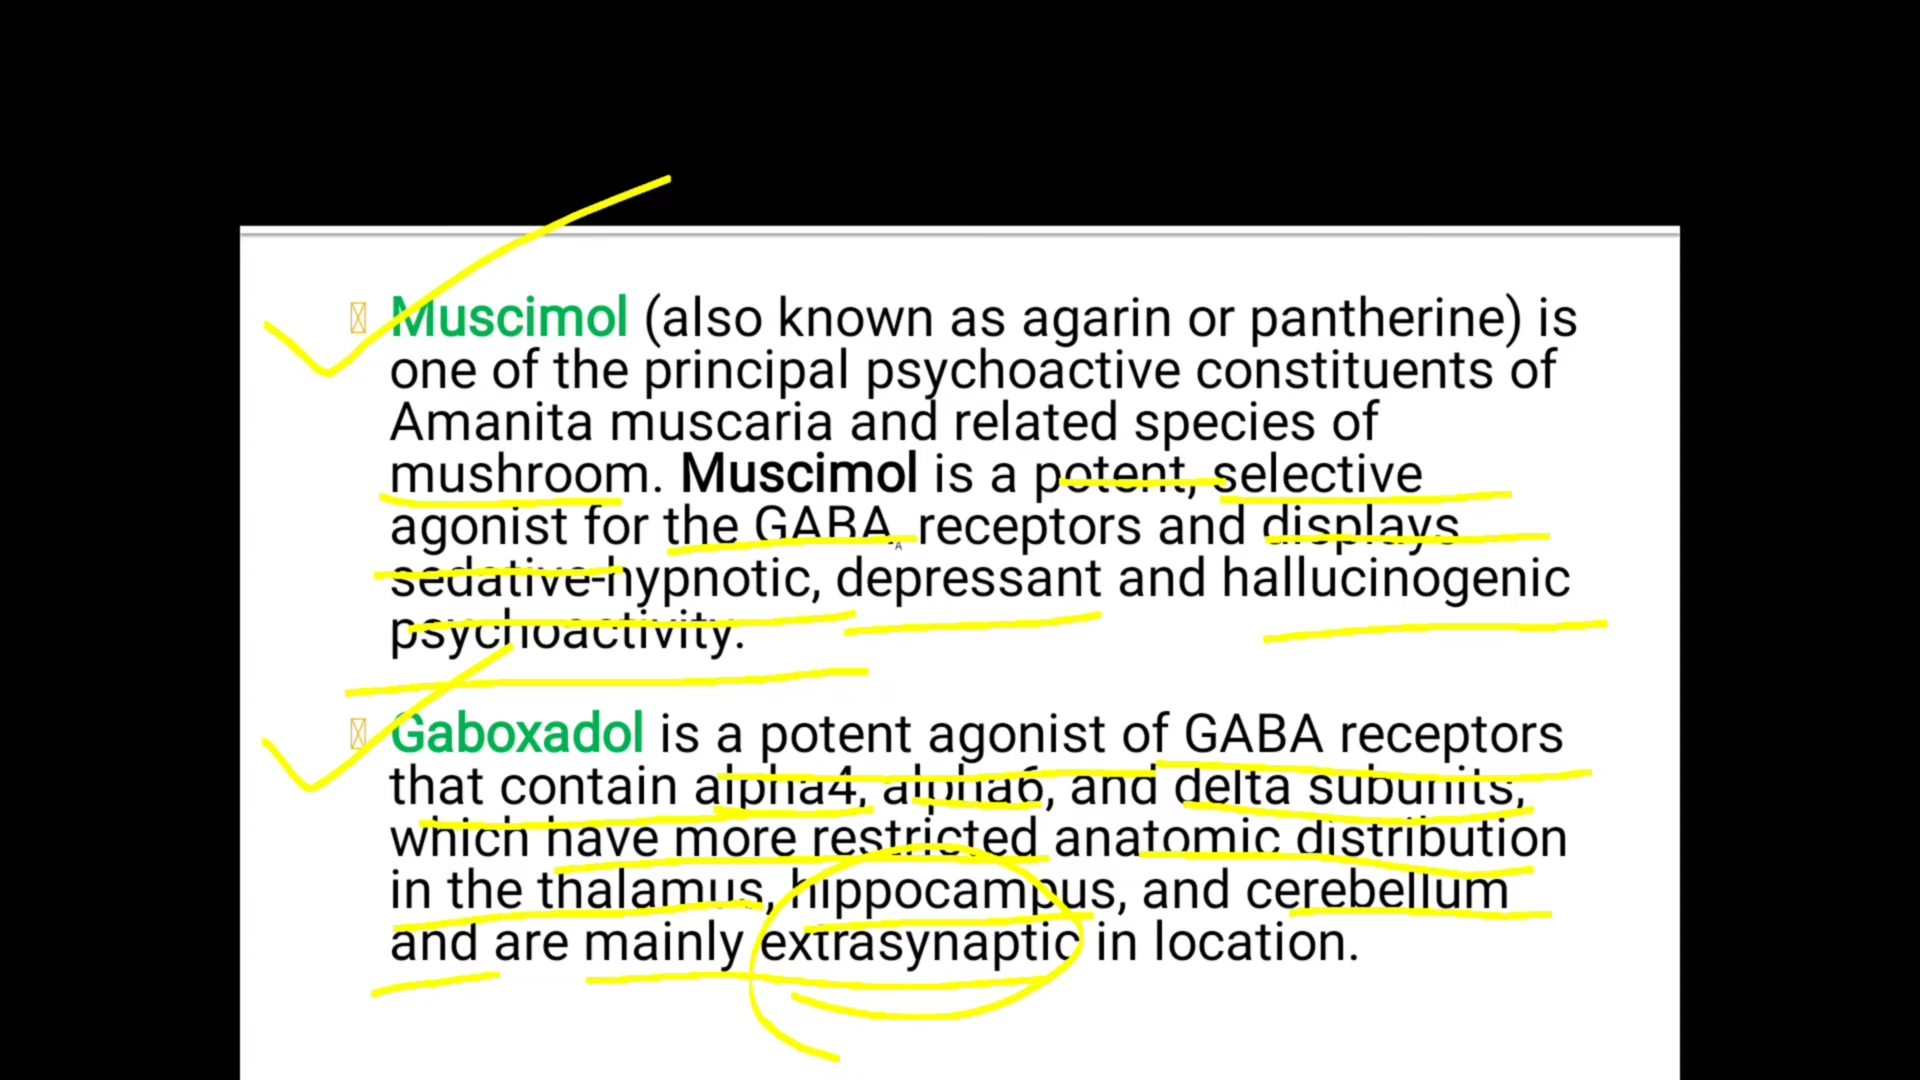 Muscimol (also known as agarin or pantherine) is
one of the principal psychoactive constituents of
Amanita muscaria and related species of
mushroom. Muscimol is a potent, selective
agonist for the GABAA receptors and displays
sedative-hypnotic, depressant and hallucinogenic
psychoactivity.
Gaboxadol is a potent agonist of GABA receptors
that contain alpha4, alpha6, and delta subunits,
which have more restricted anatomic distribution
in the thalamus, hippocampus, and cerebellum
and are mainly extrasynaptic in location.